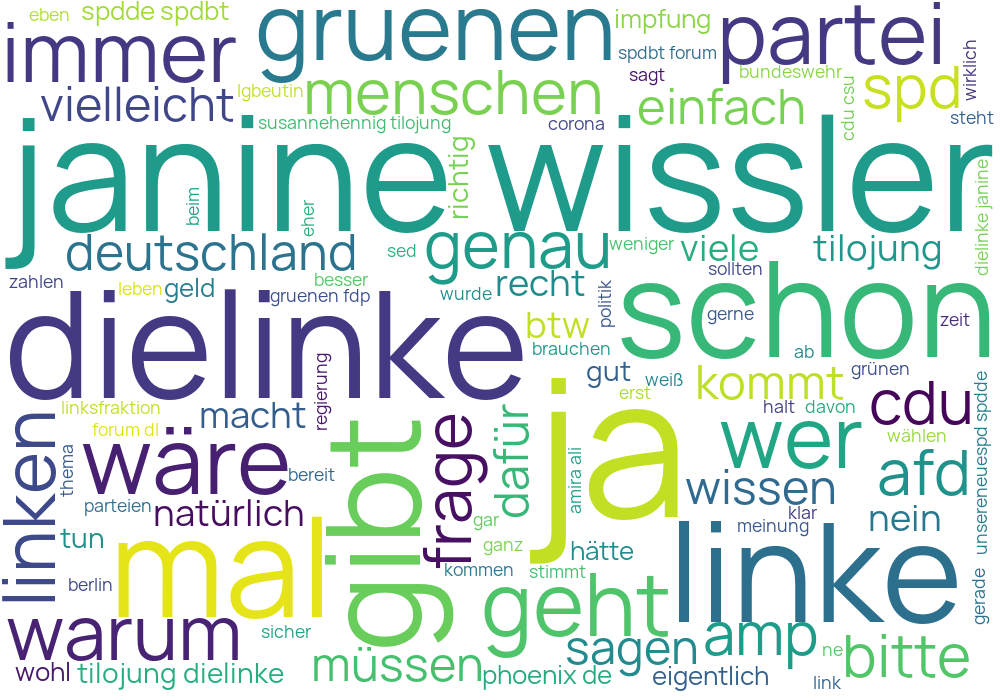 eben
spdde spdbt
gruenen
impfung
partei
immer
spdbt forum
sagt
bundeswehr
wirklich
vielleicht
lgbeutin
menschen
einfach
cdu csu
spd
steht
susannehennig tilojung
corona
janine wissler
richtig
beim
eher
dielinke janine
deutschland
sed
genau
weniger
viele
tilojung
zahlen
leben
geld
besser
gruenen fdp
wurde
recht
politik
sollten
schon
dielinke
btw
brauchen
gerne
zeit
ab
gut
weiß
erst
kommt
grünen
linksfraktion
forum dl
macht
regierung
ja
halt
davon
cdu
wählen
unsereneuespd spdde
linken
thema
wäre
bereit
gibt
frage
dafür
amira ali
wer
afd
wissen
parteien
natürlich
gar
klar
meinung
nein
tun
mal
ganz
hätte
linke
berlin
kommen
stimmt
gerade
warum
sicher
geht
sagen
amp
ne
bitte
wohl
tilojung dielinke
müssen
phoenix de
eigentlich
link